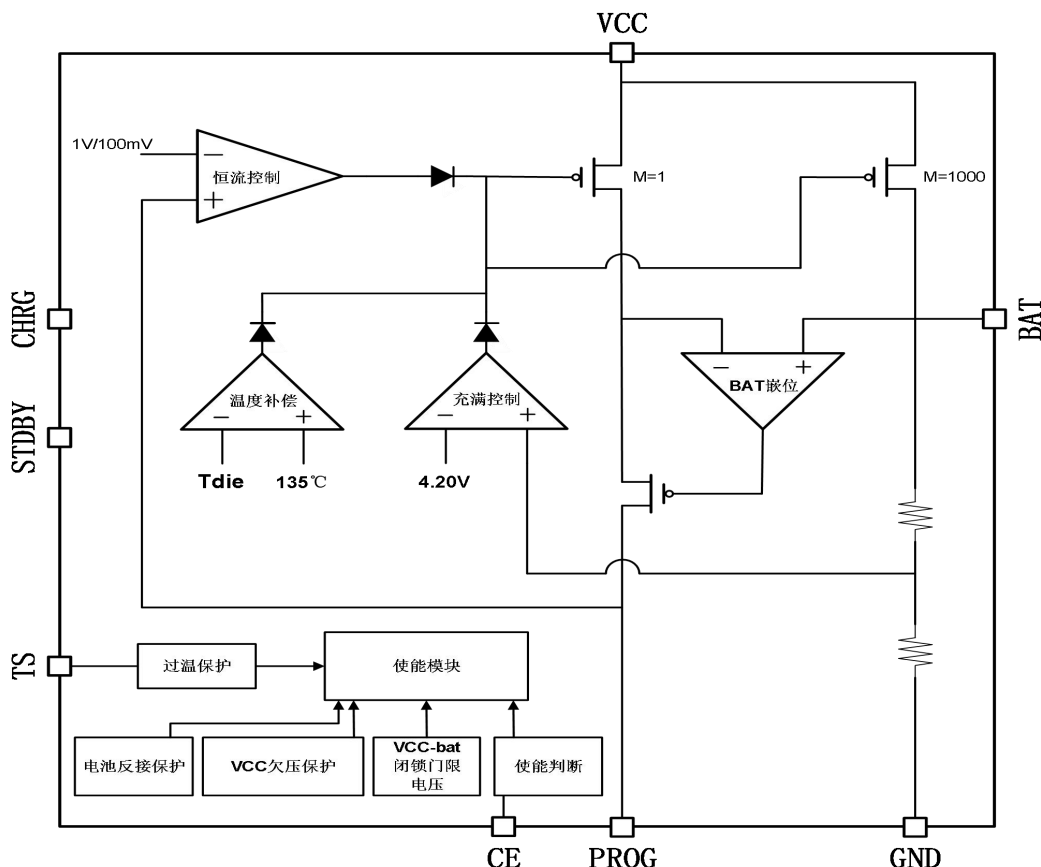 VCC
1V/100mV
恒流控制
M=1
M=1000
CHRG
BAT
温度补偿
充满控制
BAT嵌位
STDBY
Tdie
135℃
4.20V
TS
过温保护
使能模块
电池反接保护
VCC欠压保护
VCC-bat
闭锁门限
电压
使能判断
CE
PROG
GND